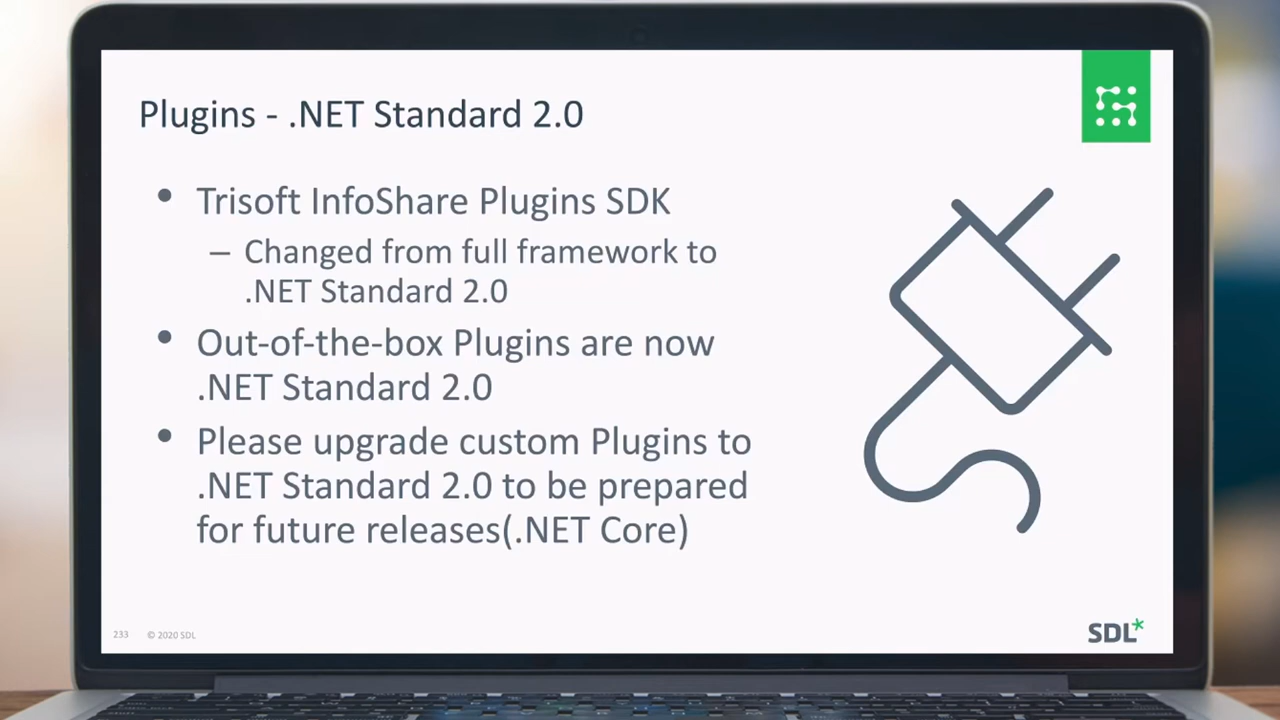 Plugins - .NET Standard 2.0
• Trisoft InfoShare Plugins SDK
– Changed from full framework to
.NET Standard 2.0
• Out-of-the-box Plugins are now
.NET Standard 2.0
• Please upgrade custom Plugins to
.NET Standard 2.0 to be prepared
for future releases(.NET Core)
233 © 2020 SDL
SDL*